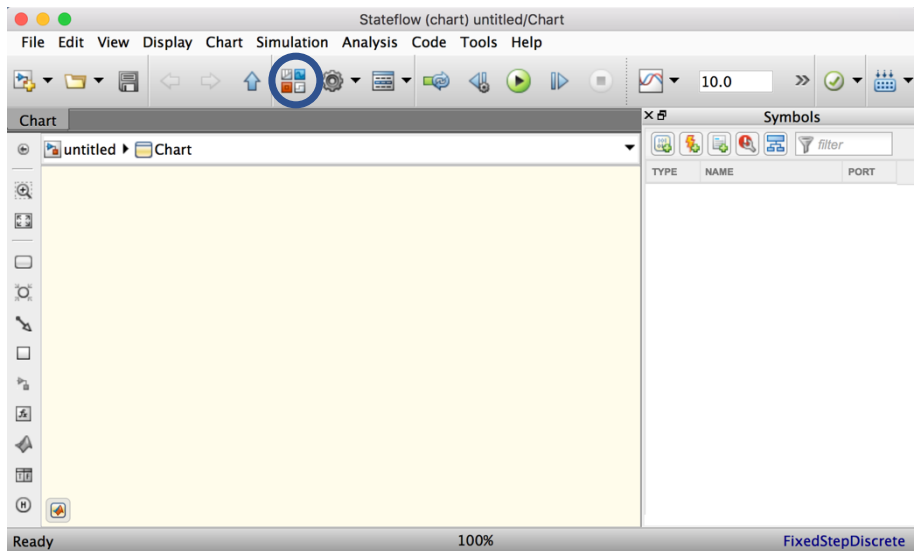 Stateflow (chart) untitled/Chart
File Edit View Display Chart Simulation Analysis Code Tools Help
10.0
Chart
Symbols
untitled Chart
filter
TYPE NAME PORT
Ready 100% FixedStepDiscrete